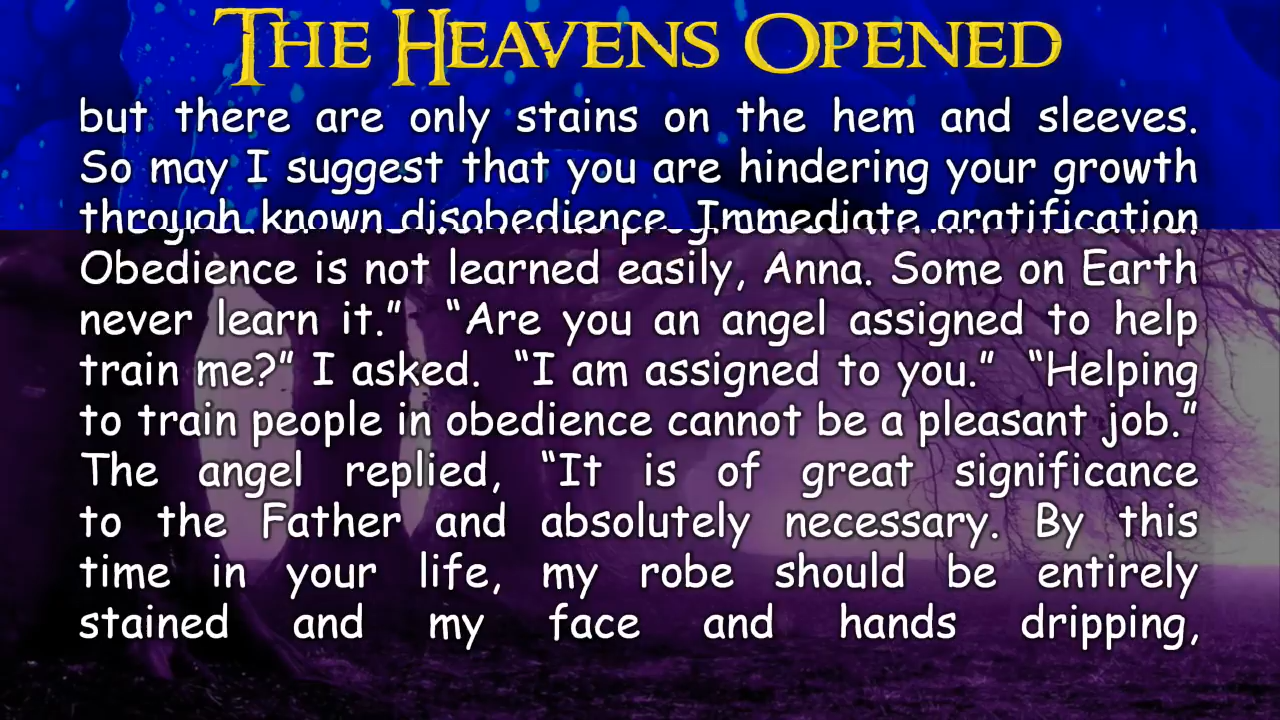 THE HEAVENS OPENED
but there are only stains on the hem and sleeves.
So may I suggest that you are hindering your growth
through known disobedience. Immediate gratification
Obedience is not learned easily, Anna. Some on Earth
never learn it.” “Are you an angel assigned to help
train me?” I asked. “I am assigned to you.” “Helping
to train people in obedience cannot be a pleasant job.”
The angel replied, “It is of great significance
to the Father and absolutely necessary. By this
time in your life, my robe should be entirely
stained and my face and hands dripping,